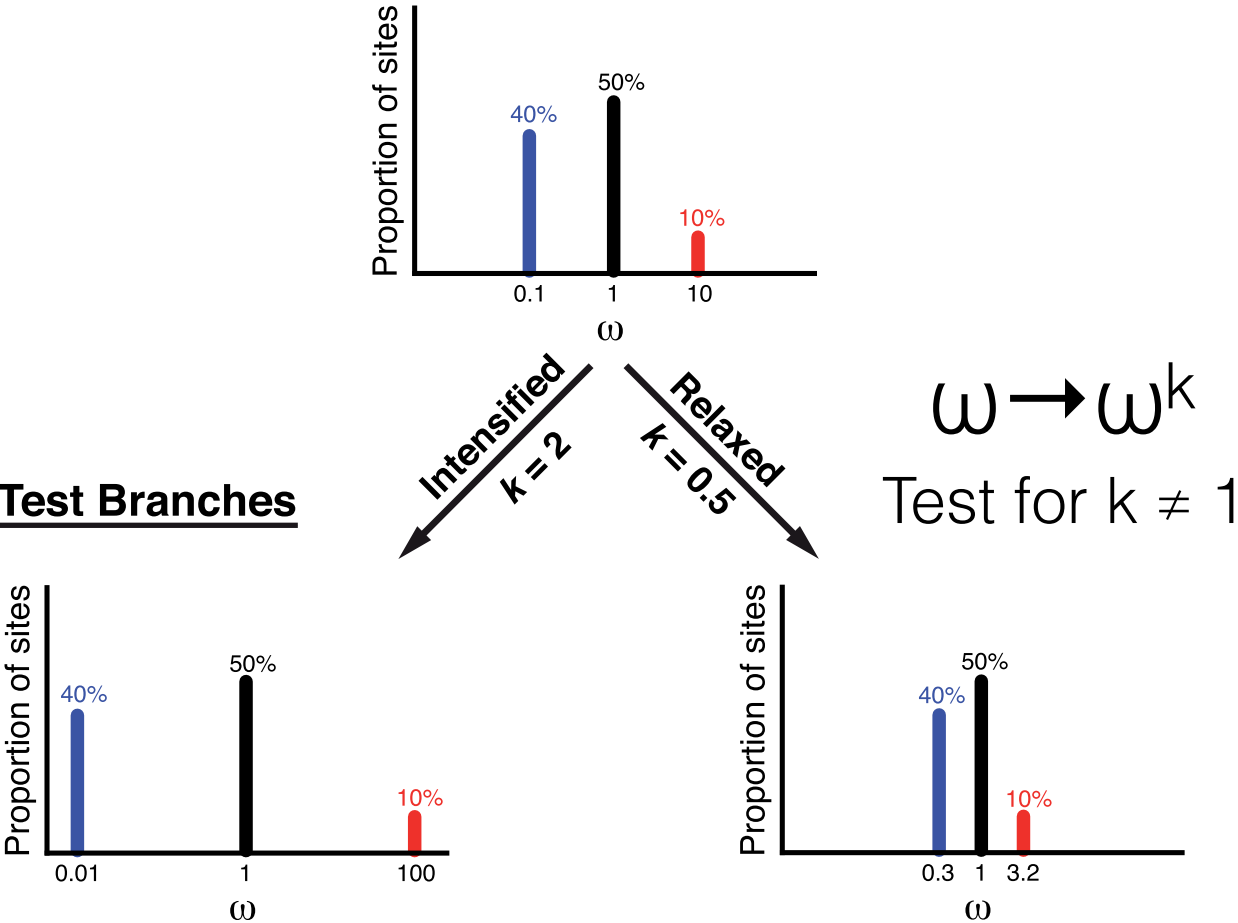 Proportion of sites
40%
50%
10%
0.1 1 10
ω
Intensified
k = 2
Relaxed
k = 0.5
ω → ωᵏ
Test for k ≠ 1
Test Branches
Proportion of sites
40%
50%
10%
0.01 1 100
ω
Proportion of sites
40%
50%
10%
0.3 1 3.2
ω